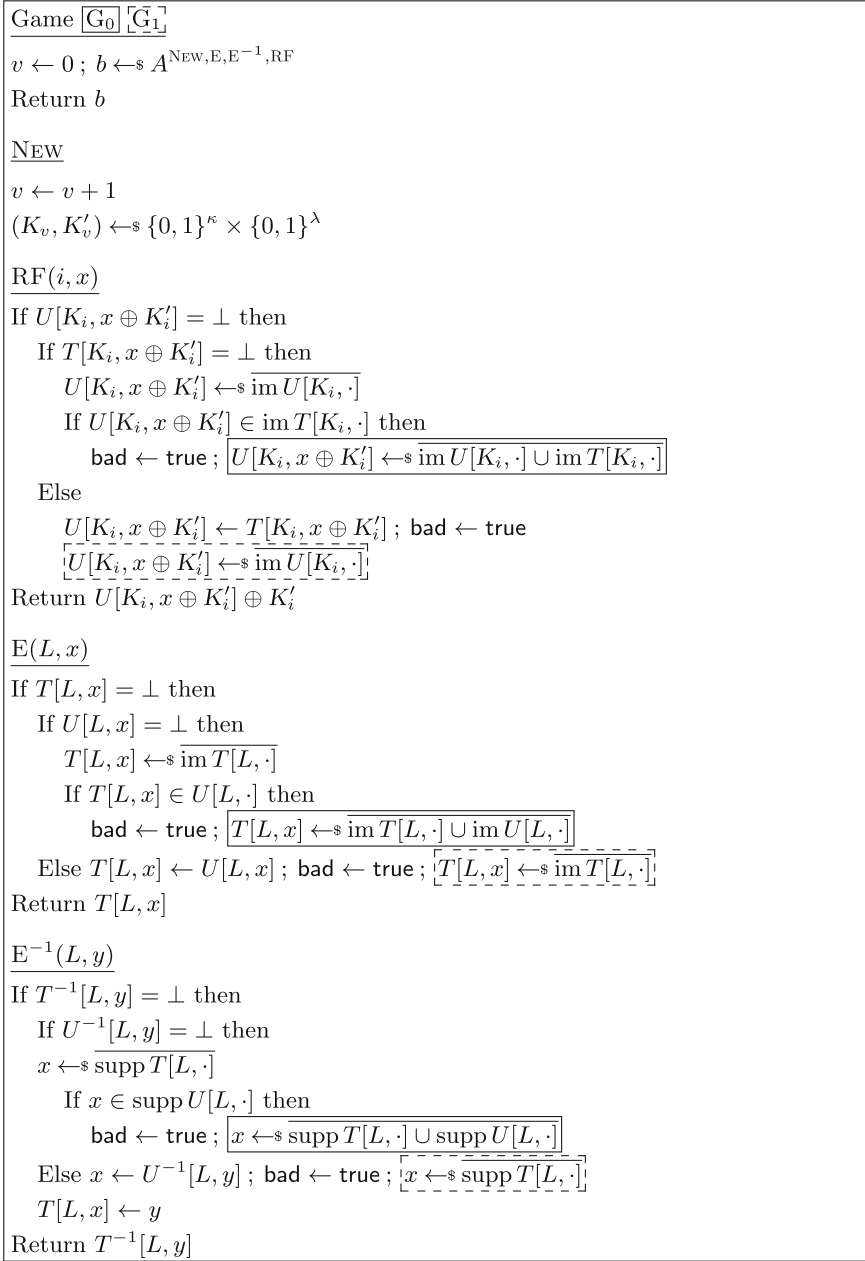 Game G₀ G₁
v ← 0 ; b ←$ A^{New,E,E⁻¹,RF}
Return b
New
v ← v + 1
(K_v, K′_v) ←$ {0, 1}^κ × {0, 1}^λ
RF(i, x)
If U[K_i, x ⊕ K′_i] = ⊥ then
If T[K_i, x ⊕ K′_i] = ⊥ then
U[K_i, x ⊕ K′_i] ←$ \overline{im U[K_i, ·]}
If U[K_i, x ⊕ K′_i] ∈ im T[K_i, ·] then
bad ← true ; U[K_i, x ⊕ K′_i] ←$ \overline{im U[K_i, ·] ∪ im T[K_i, ·]}
Else
U[K_i, x ⊕ K′_i] ← T[K_i, x ⊕ K′_i] ; bad ← true
U[K_i, x ⊕ K′_i] ←$ \overline{im U[K_i, ·]}
Return U[K_i, x ⊕ K′_i] ⊕ K′_i
E(L, x)
If T[L, x] = ⊥ then
If U[L, x] = ⊥ then
T[L, x] ←$ \overline{im T[L, ·]}
If T[L, x] ∈ U[L, ·] then
bad ← true ; T[L, x] ←$ \overline{im T[L, ·] ∪ im U[L, ·]}
Else T[L, x] ← U[L, x] ; bad ← true ; T[L, x] ←$ \overline{im T[L, ·]}
Return T[L, x]
E⁻¹(L, y)
If T⁻¹[L, y] = ⊥ then
If U⁻¹[L, y] = ⊥ then
x ←$ \overline{supp T[L, ·]}
If x ∈ supp U[L, ·] then
bad ← true ; x ←$ \overline{supp T[L, ·] ∪ supp U[L, ·]}
Else x ← U⁻¹[L, y] ; bad ← true ; x ←$ \overline{supp T[L, ·]}
T[L, x] ← y
Return T⁻¹[L, y]